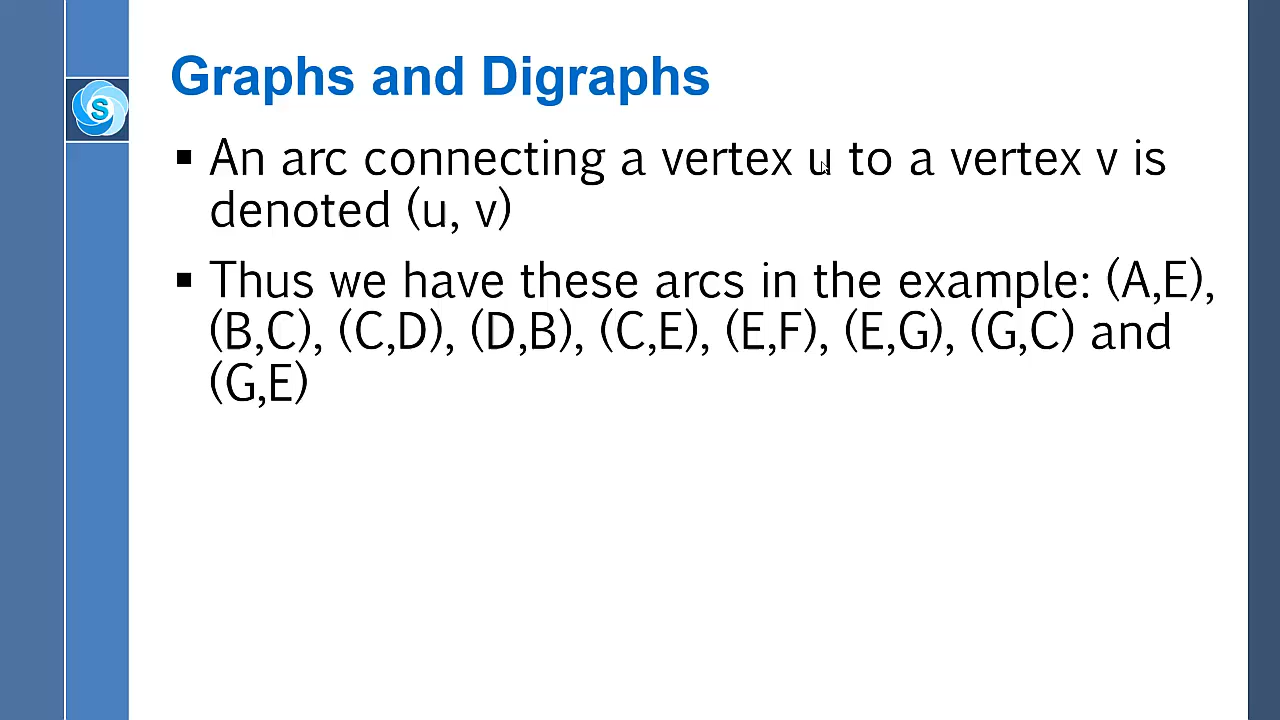 Graphs and Digraphs
S
▪ An arc connecting a vertex u to a vertex v is
denoted (u, v)
▪ Thus we have these arcs in the example: (A,E),
(B,C), (C,D), (D,B), (C,E), (E,F), (E,G), (G,C) and
(G,E)